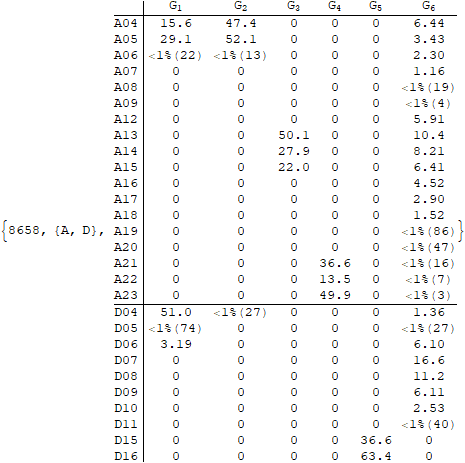 G1 G2 G3 G4 G5 G6
A04 15.6 47.4 0 0 0 6.44
A05 29.1 52.1 0 0 0 3.43
A06 <1%(22) <1%(13) 0 0 0 2.30
A07 0 0 0 0 0 1.16
A08 0 0 0 0 0 <1%(19)
A09 0 0 0 0 0 <1%(4)
A12 0 0 0 0 0 5.91
A13 0 0 50.1 0 0 10.4
A14 0 0 27.9 0 0 8.21
A15 0 0 22.0 0 0 6.41
A16 0 0 0 0 0 4.52
A17 0 0 0 0 0 2.90
A18 0 0 0 0 0 1.52
{8658, {A, D}, A19 0 0 0 0 0 <1%(86)}
A20 0 0 0 0 0 <1%(47)
A21 0 0 0 36.6 0 <1%(16)
A22 0 0 0 13.5 0 <1%(7)
A23 0 0 0 49.9 0 <1%(3)
D04 51.0 <1%(27) 0 0 0 1.36
D05 <1%(74) 0 0 0 0 <1%(27)
D06 3.19 0 0 0 0 6.10
D07 0 0 0 0 0 16.6
D08 0 0 0 0 0 11.2
D09 0 0 0 0 0 6.11
D10 0 0 0 0 0 2.53
D11 0 0 0 0 0 <1%(40)
D15 0 0 0 0 36.6 0
D16 0 0 0 0 63.4 0